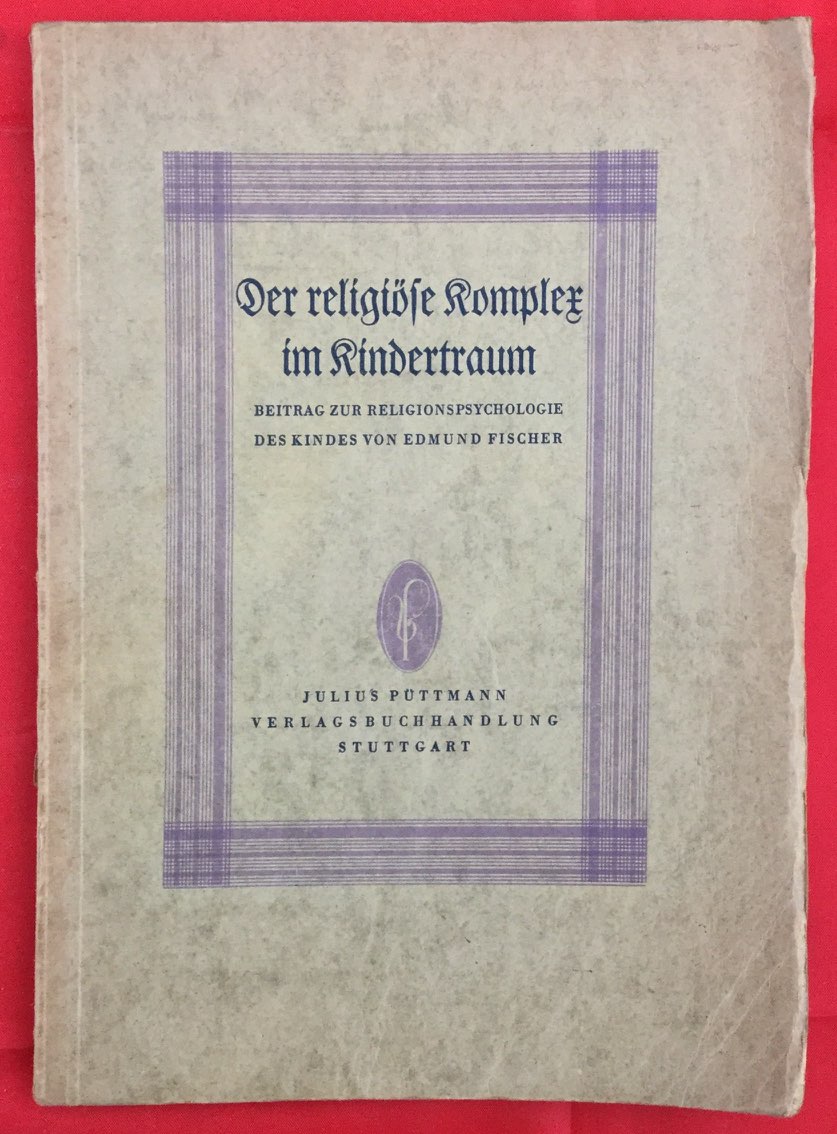 Der religiöſe Komplex
im Kindertraum
BEITRAG ZUR RELIGIONSPSYCHOLOGIE
DES KINDES VON EDMUND FISCHER
JULIUS PÜTTMANN
VERLAGSBUCHHANDLUNG
STUTTGART